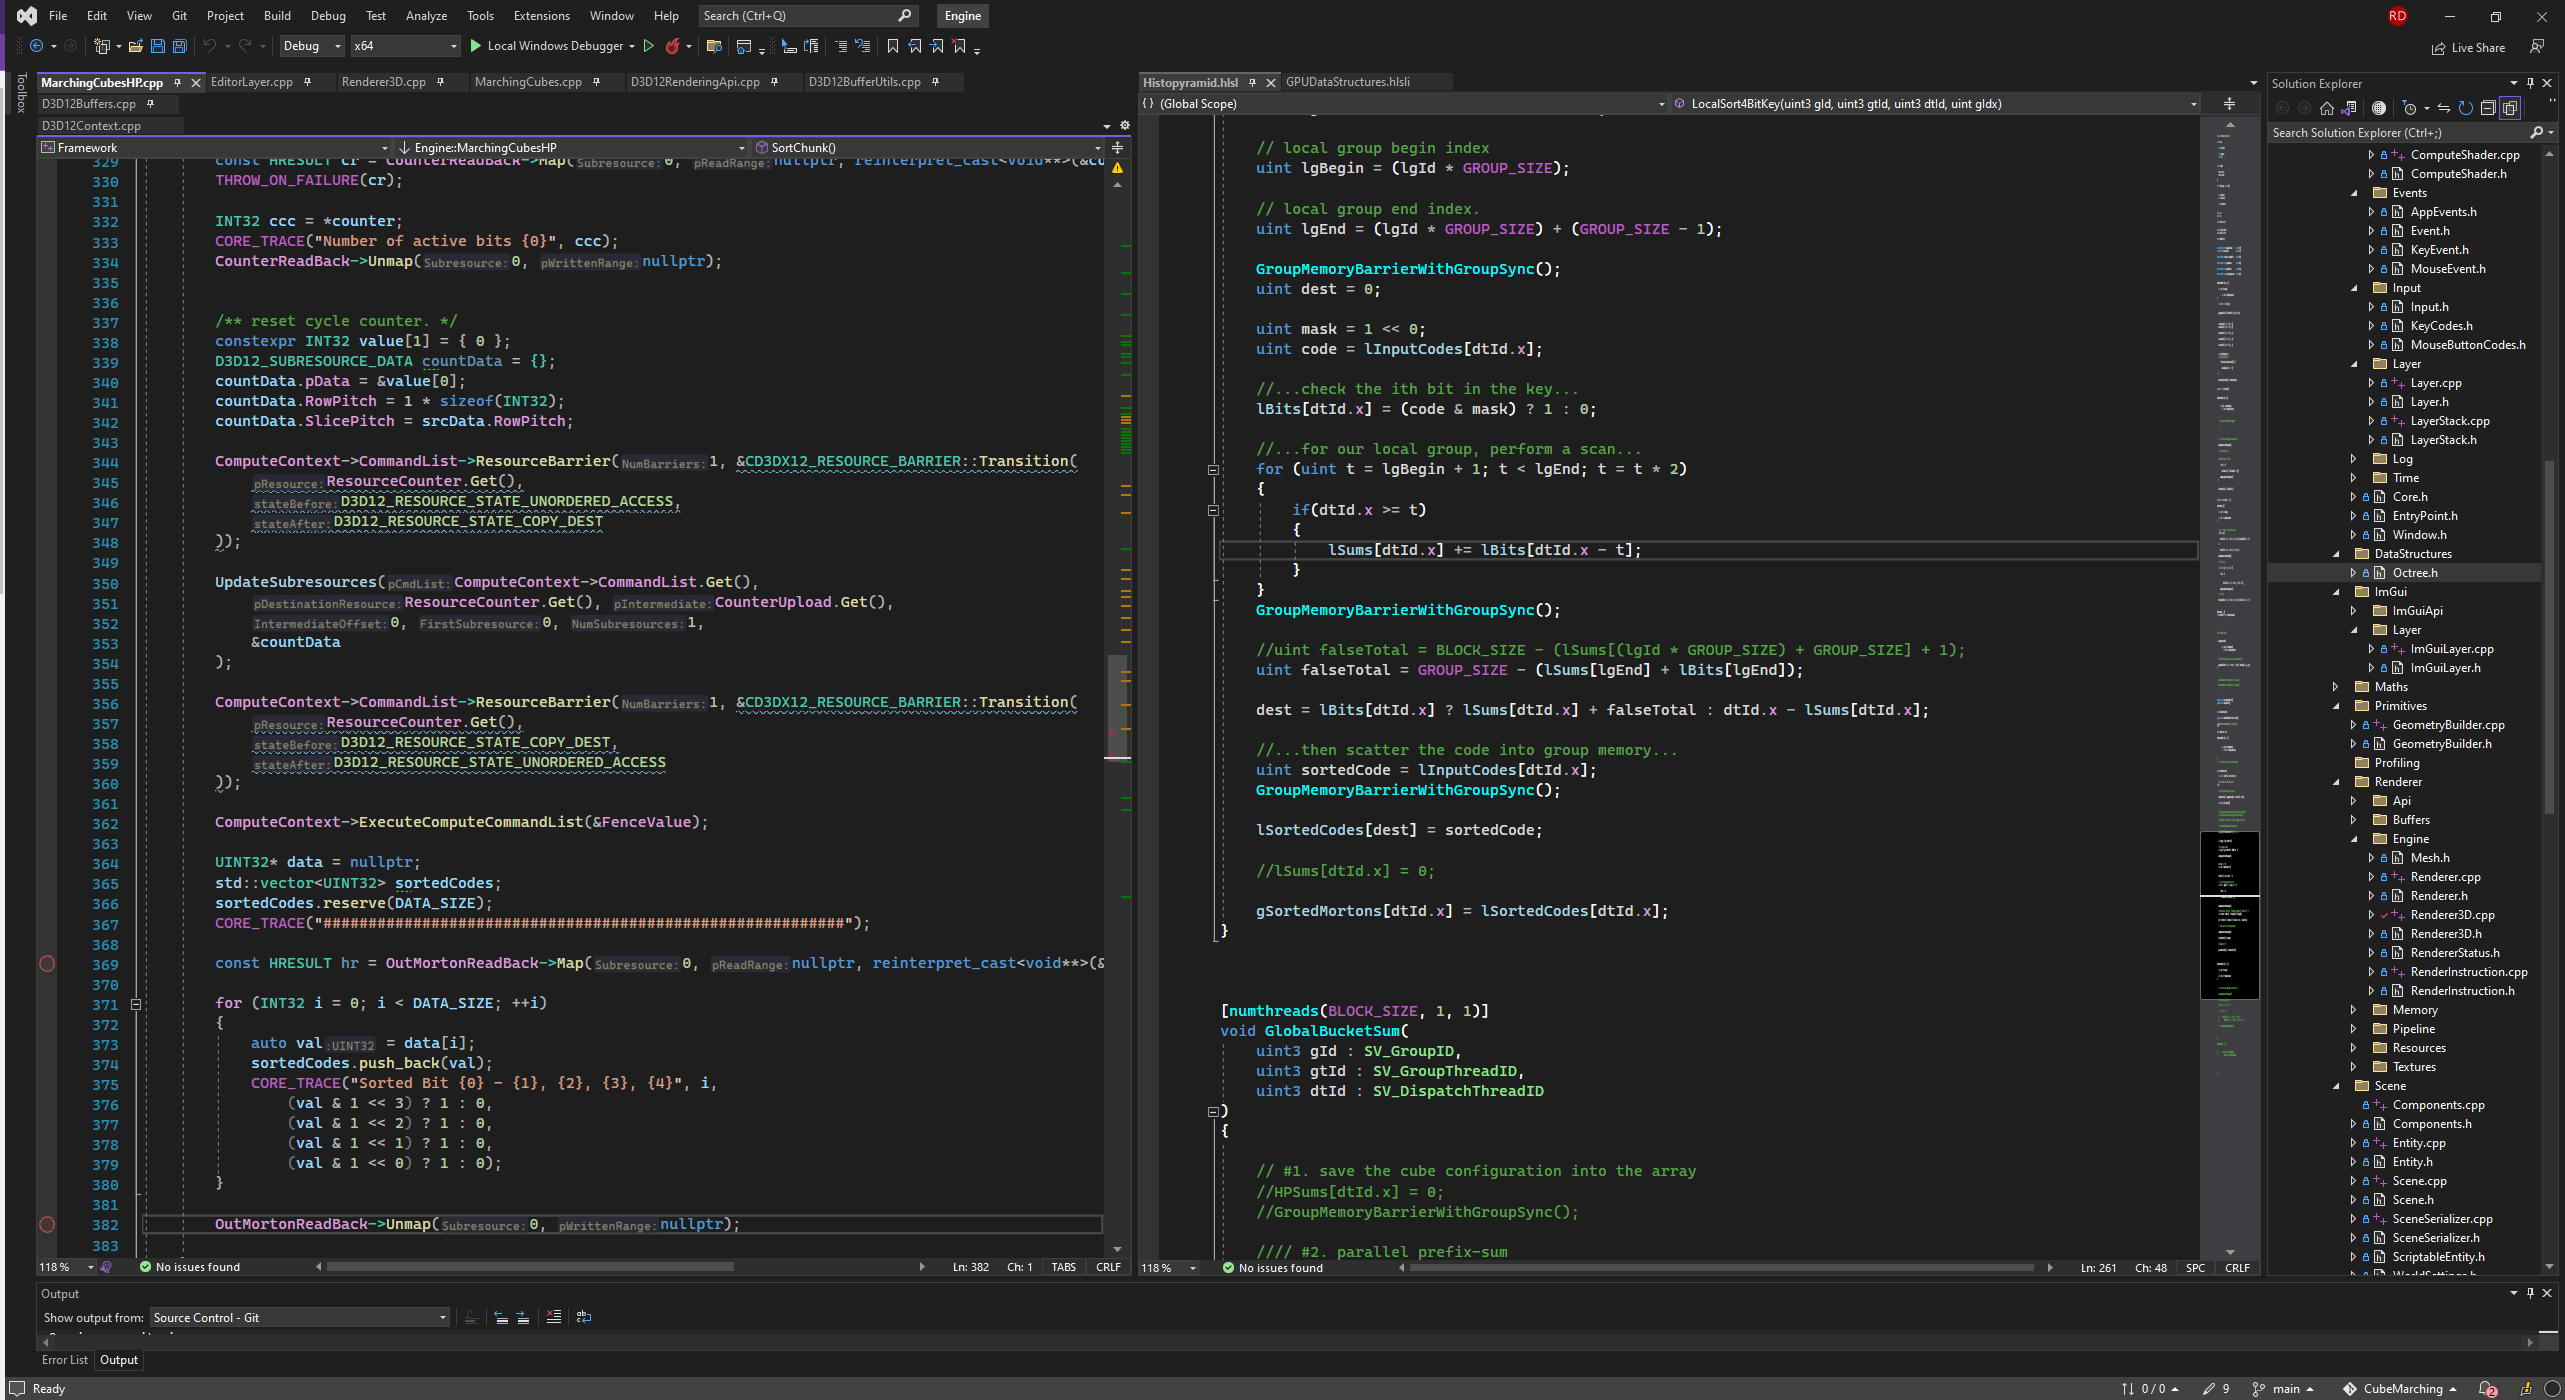 File Edit View Git Project Build Debug Test Analyze Tools Extensions Window Help Search (Ctrl+Q) Engine RD
Debug x64 Local Windows Debugger Live Share
Toolbox
MarchingCubesHP.cpp EditorLayer.cpp Renderer3D.cpp MarchingCubes.cpp D3D12RenderingApi.cpp D3D12BufferUtils.cpp
D3D12Buffers.cpp
D3D12Context.cpp
Framework Engine::MarchingCubesHP SortChunk()
329 const HRESULT cr = CounterReadBack->Map(Subresource:0, pReadRange:nullptr, reinterpret_cast<void**>(&co
330 THROW_ON_FAILURE(cr);
331
332 INT32 ccc = *counter;
333 CORE_TRACE("Number of active bits {0}", ccc);
334 CounterReadBack->Unmap(Subresource:0, pWrittenRange:nullptr);
335
336
337 /** reset cycle counter. */
338 constexpr INT32 value[1] = { 0 };
339 D3D12_SUBRESOURCE_DATA countData = {};
340 countData.pData = &value[0];
341 countData.RowPitch = 1 * sizeof(INT32);
342 countData.SlicePitch = srcData.RowPitch;
343
344 ComputeContext->CommandList->ResourceBarrier(NumBarriers:1, &CD3DX12_RESOURCE_BARRIER::Transition(
345 pResource:ResourceCounter.Get(),
346 stateBefore:D3D12_RESOURCE_STATE_UNORDERED_ACCESS,
347 stateAfter:D3D12_RESOURCE_STATE_COPY_DEST
348 ));
349
350 UpdateSubresources(pCmdList:ComputeContext->CommandList.Get(),
351 pDestinationResource:ResourceCounter.Get(), pIntermediate:CounterUpload.Get(),
352 IntermediateOffset:0, FirstSubresource:0, NumSubresources:1,
353 &countData
354 );
355
356 ComputeContext->CommandList->ResourceBarrier(NumBarriers:1, &CD3DX12_RESOURCE_BARRIER::Transition(
357 pResource:ResourceCounter.Get(),
358 stateBefore:D3D12_RESOURCE_STATE_COPY_DEST,
359 stateAfter:D3D12_RESOURCE_STATE_UNORDERED_ACCESS
360 ));
361
362 ComputeContext->ExecuteComputeCommandList(&FenceValue);
363
364 UINT32* data = nullptr;
365 std::vector<UINT32> sortedCodes;
366 sortedCodes.reserve(DATA_SIZE);
367 CORE_TRACE("##########################################################");
368
369 const HRESULT hr = OutMortonReadBack->Map(Subresource:0, pReadRange:nullptr, reinterpret_cast<void**>(&
370
371 for (INT32 i = 0; i < DATA_SIZE; ++i)
372 {
373 auto val:UINT32 = data[i];
374 sortedCodes.push_back(val);
375 CORE_TRACE("Sorted Bit {0} - {1}, {2}, {3}, {4}", i,
376 (val & 1 << 3) ? 1 : 0,
377 (val & 1 << 2) ? 1 : 0,
378 (val & 1 << 1) ? 1 : 0,
379 (val & 1 << 0) ? 1 : 0);
380 }
381
382 OutMortonReadBack->Unmap(Subresource:0, pWrittenRange:nullptr);
383
118 % No issues found Ln: 382 Ch: 1 TABS CRLF
Histopyramid.hlsl GPUDataStructures.hlsli
{ } (Global Scope) LocalSort4BitKey(uint3 gId, uint3 gtId, uint3 dtId, uint gIdx)
// local group begin index
uint lgBegin = (lgId * GROUP_SIZE);
// local group end index.
uint lgEnd = (lgId * GROUP_SIZE) + (GROUP_SIZE - 1);
GroupMemoryBarrierWithGroupSync();
uint dest = 0;
uint mask = 1 << 0;
uint code = lInputCodes[dtId.x];
//...check the ith bit in the key...
lBits[dtId.x] = (code & mask) ? 1 : 0;
//...for our local group, perform a scan...
for (uint t = lgBegin + 1; t < lgEnd; t = t * 2)
{
if(dtId.x >= t)
{
lSums[dtId.x] += lBits[dtId.x - t];
}
}
GroupMemoryBarrierWithGroupSync();
//uint falseTotal = BLOCK_SIZE - (lSums[(lgId * GROUP_SIZE) + GROUP_SIZE] + 1);
uint falseTotal = GROUP_SIZE - (lSums[lgEnd] + lBits[lgEnd]);
dest = lBits[dtId.x] ? lSums[dtId.x] + falseTotal : dtId.x - lSums[dtId.x];
//...then scatter the code into group memory...
uint sortedCode = lInputCodes[dtId.x];
GroupMemoryBarrierWithGroupSync();
lSortedCodes[dest] = sortedCode;
//lSums[dtId.x] = 0;
gSortedMortons[dtId.x] = lSortedCodes[dtId.x];
}
[numthreads(BLOCK_SIZE, 1, 1)]
void GlobalBucketSum(
uint3 gId : SV_GroupID,
uint3 gtId : SV_GroupThreadID,
uint3 dtId : SV_DispatchThreadID
)
{
// #1. save the cube configuration into the array
//HPSums[dtId.x] = 0;
//GroupMemoryBarrierWithGroupSync();
//// #2. parallel prefix-sum
118 % No issues found Ln: 261 Ch: 48 SPC CRLF
Solution Explorer
Search Solution Explorer (Ctrl+;)
ComputeShader.cpp
ComputeShader.h
Events
AppEvents.h
Event.h
KeyEvent.h
MouseEvent.h
Input
Input.h
KeyCodes.h
MouseButtonCodes.h
Layer
Layer.cpp
Layer.h
LayerStack.cpp
LayerStack.h
Log
Time
Core.h
EntryPoint.h
Window.h
DataStructures
Octree.h
ImGui
ImGuiApi
Layer
ImGuiLayer.cpp
ImGuiLayer.h
Maths
Primitives
GeometryBuilder.cpp
GeometryBuilder.h
Profiling
Renderer
Api
Buffers
Engine
Mesh.h
Renderer.cpp
Renderer.h
Renderer3D.cpp
Renderer3D.h
RendererStatus.h
RenderInstruction.cpp
RenderInstruction.h
Memory
Pipeline
Resources
Textures
Scene
Components.cpp
Components.h
Entity.cpp
Entity.h
Scene.cpp
Scene.h
SceneSerializer.cpp
SceneSerializer.h
ScriptableEntity.h
WorldSettings.h
Output
Show output from: Source Control - Git
Error List Output
Ready 0 / 0 9 main CubeMarching 2